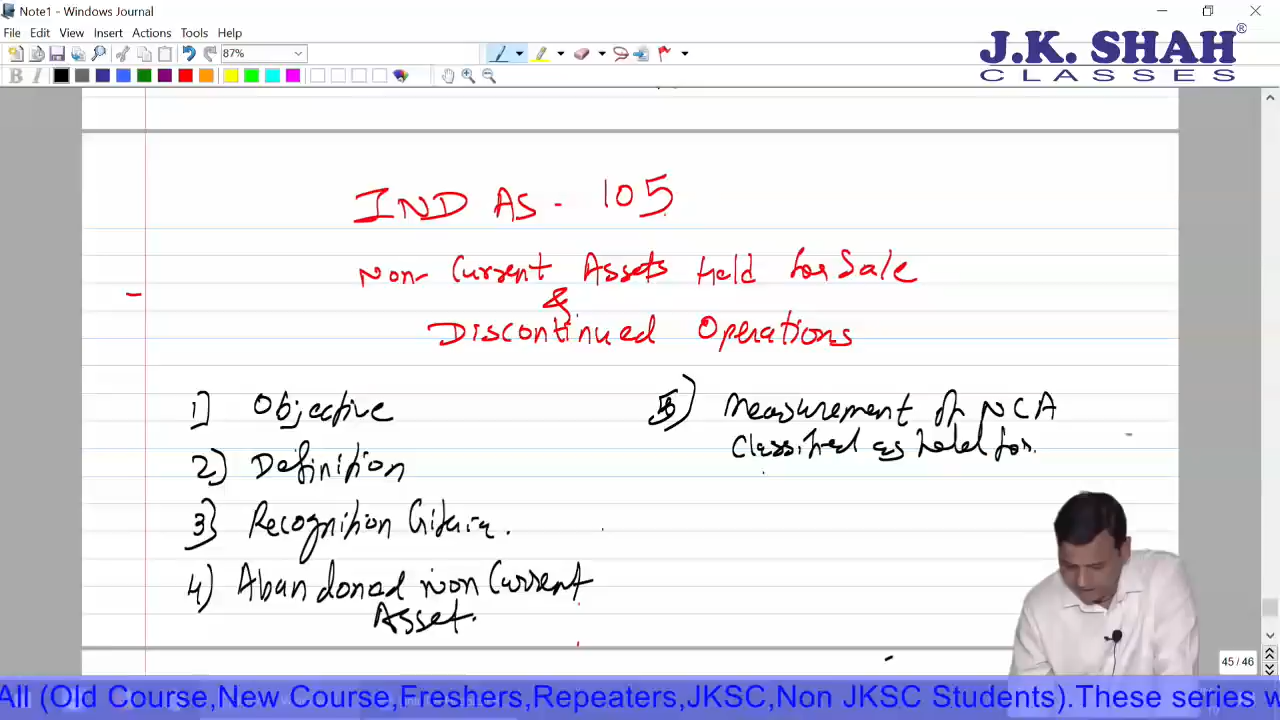 Note1 - Windows Journal
File Edit View Insert Actions Tools Help
87%
J.K. SHAH®
CLASSES
IND AS - 105
Non-Current Assets Held for Sale
&
Discontinued Operations
1) Objective
2) Definition
3) Recognition Criteria.
4) Abandoned non Current
Asset.
5) Measurement of NCA
Classified as held for
45 / 46
All (Old Course,New Course,Freshers,Repeaters,JKSC,Non JKSC Students).These series w